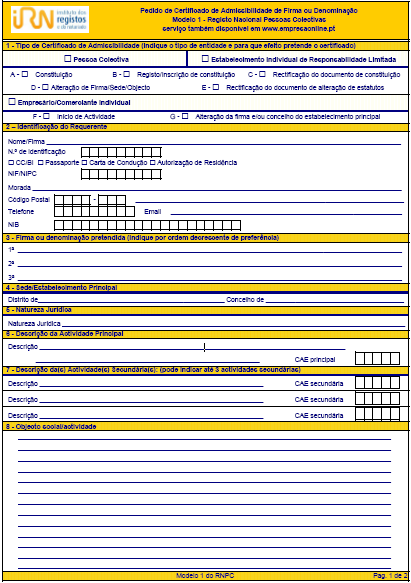 iRN instituto dos registos e do notariado
Pedido de Certificado de Admissibilidade de Firma ou Denominação
Modelo 1 - Registo Nacional Pessoas Colectivas
serviço também disponível em www.empresaonline.pt
1 - Tipo de Certificado de Admissibilidade (indique o tipo de entidade e para que efeito pretende o certificado)
Pessoa Colectiva Estabelecimento Individual de Responsabilidade Limitada
A - Constituição B - Registo/inscrição de constituição C - Rectificação do documento de constituição
D - Alteração de Firma/Sede/Objecto E - Rectificação do documento de alteração de estatutos
Empresário/Comerciante Individual
F - Início de Actividade G - Alteração da firma e/ou concelho do estabelecimento principal
2 – Identificação do Requerente
Nome/Firma
N.º de Identificação
CC/BI Passaporte Carta de Condução Autorização de Residência
NIF/NIPC
Morada
Código Postal -
Telefone Email
NIB
3 - Firma ou denominação pretendida (indique por ordem decrescente de preferência)
1ª
2ª
3ª
4 - Sede/Estabelecimento Principal
Distrito de Concelho de
5 - Natureza Jurídica
Natureza Jurídica
6 - Descrição da Actividade Principal
Descrição
CAE principal
7 - Descrição da(s) Actividade(s) Secundária(s): (pode indicar até 3 actividades secundárias)
Descrição CAE secundária
Descrição CAE secundária
Descrição CAE secundária
8 - Objecto social/actividade
Modelo 1 do RNPC Pag. 1 de 2